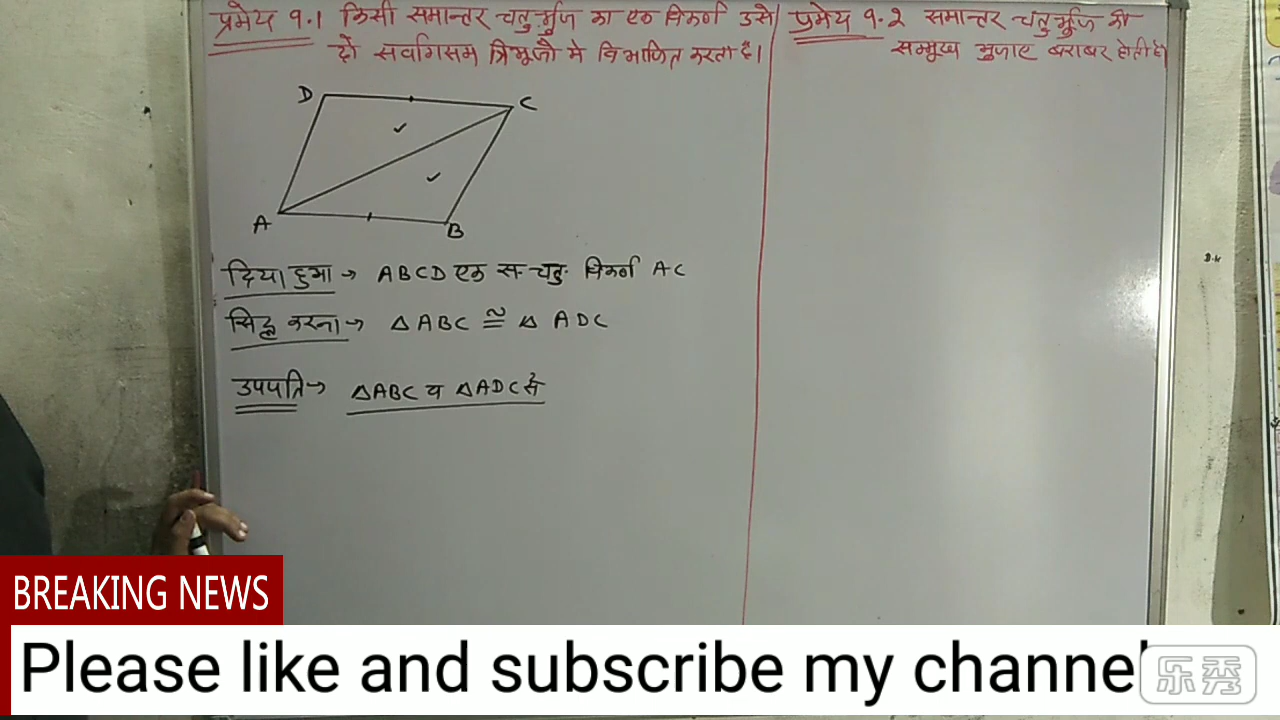 प्रमेय 9.1 किसी समान्तर चतुर्भुज का एक विकर्ण उसे
दो सर्वांगसम त्रिभुजों मे विभाजित करता है।
प्रमेय 9.2 समान्तर चतुर्भुज की
सम्मुख भुजाए बराबर होती है।
D
C
A
B
दिया हुआ → ABCD एक स० चतु० विकर्ण AC
सिद्ध करना → △ ABC ≅ △ ADC
उपपत्ति → △ABC व △ADC में
BREAKING NEWS
Please like and subscribe my channel
乐秀